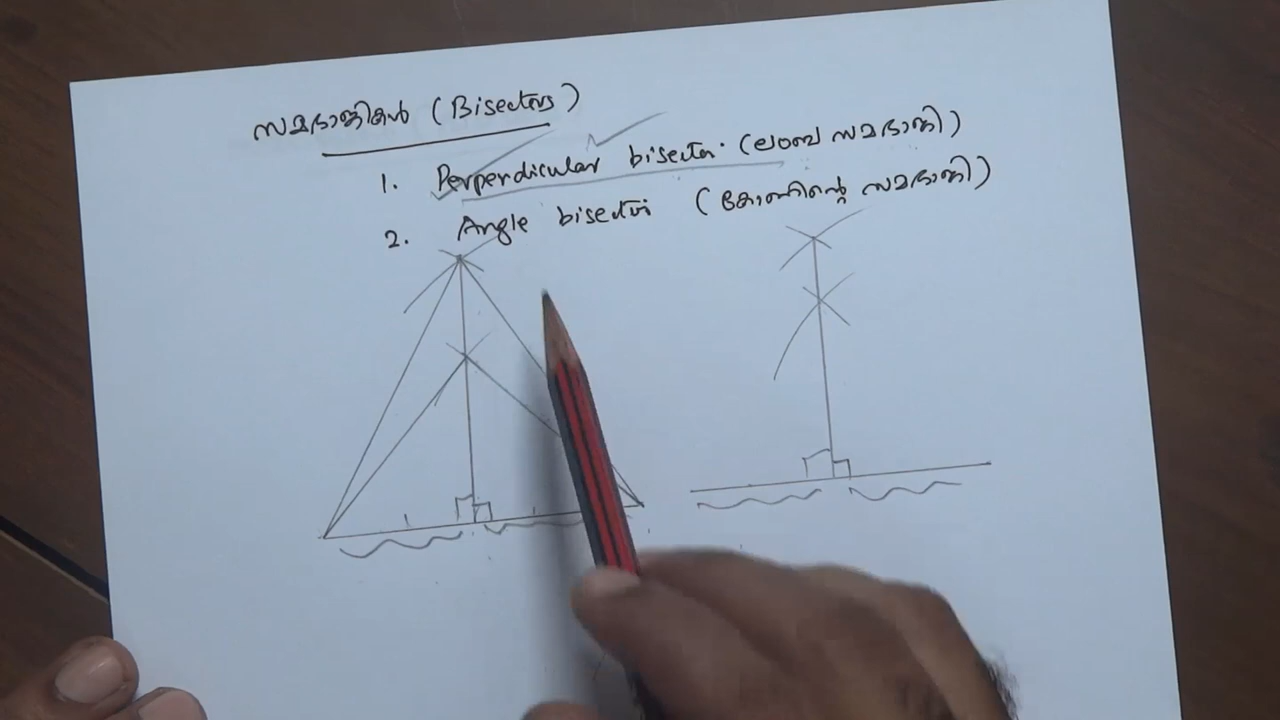 സമഭാജികൾ (Bisectors)
1. Perpendicular bisector. (ലംബ സമഭാജി)
2. Angle bisector (കോണിന്റെ സമഭാജി)